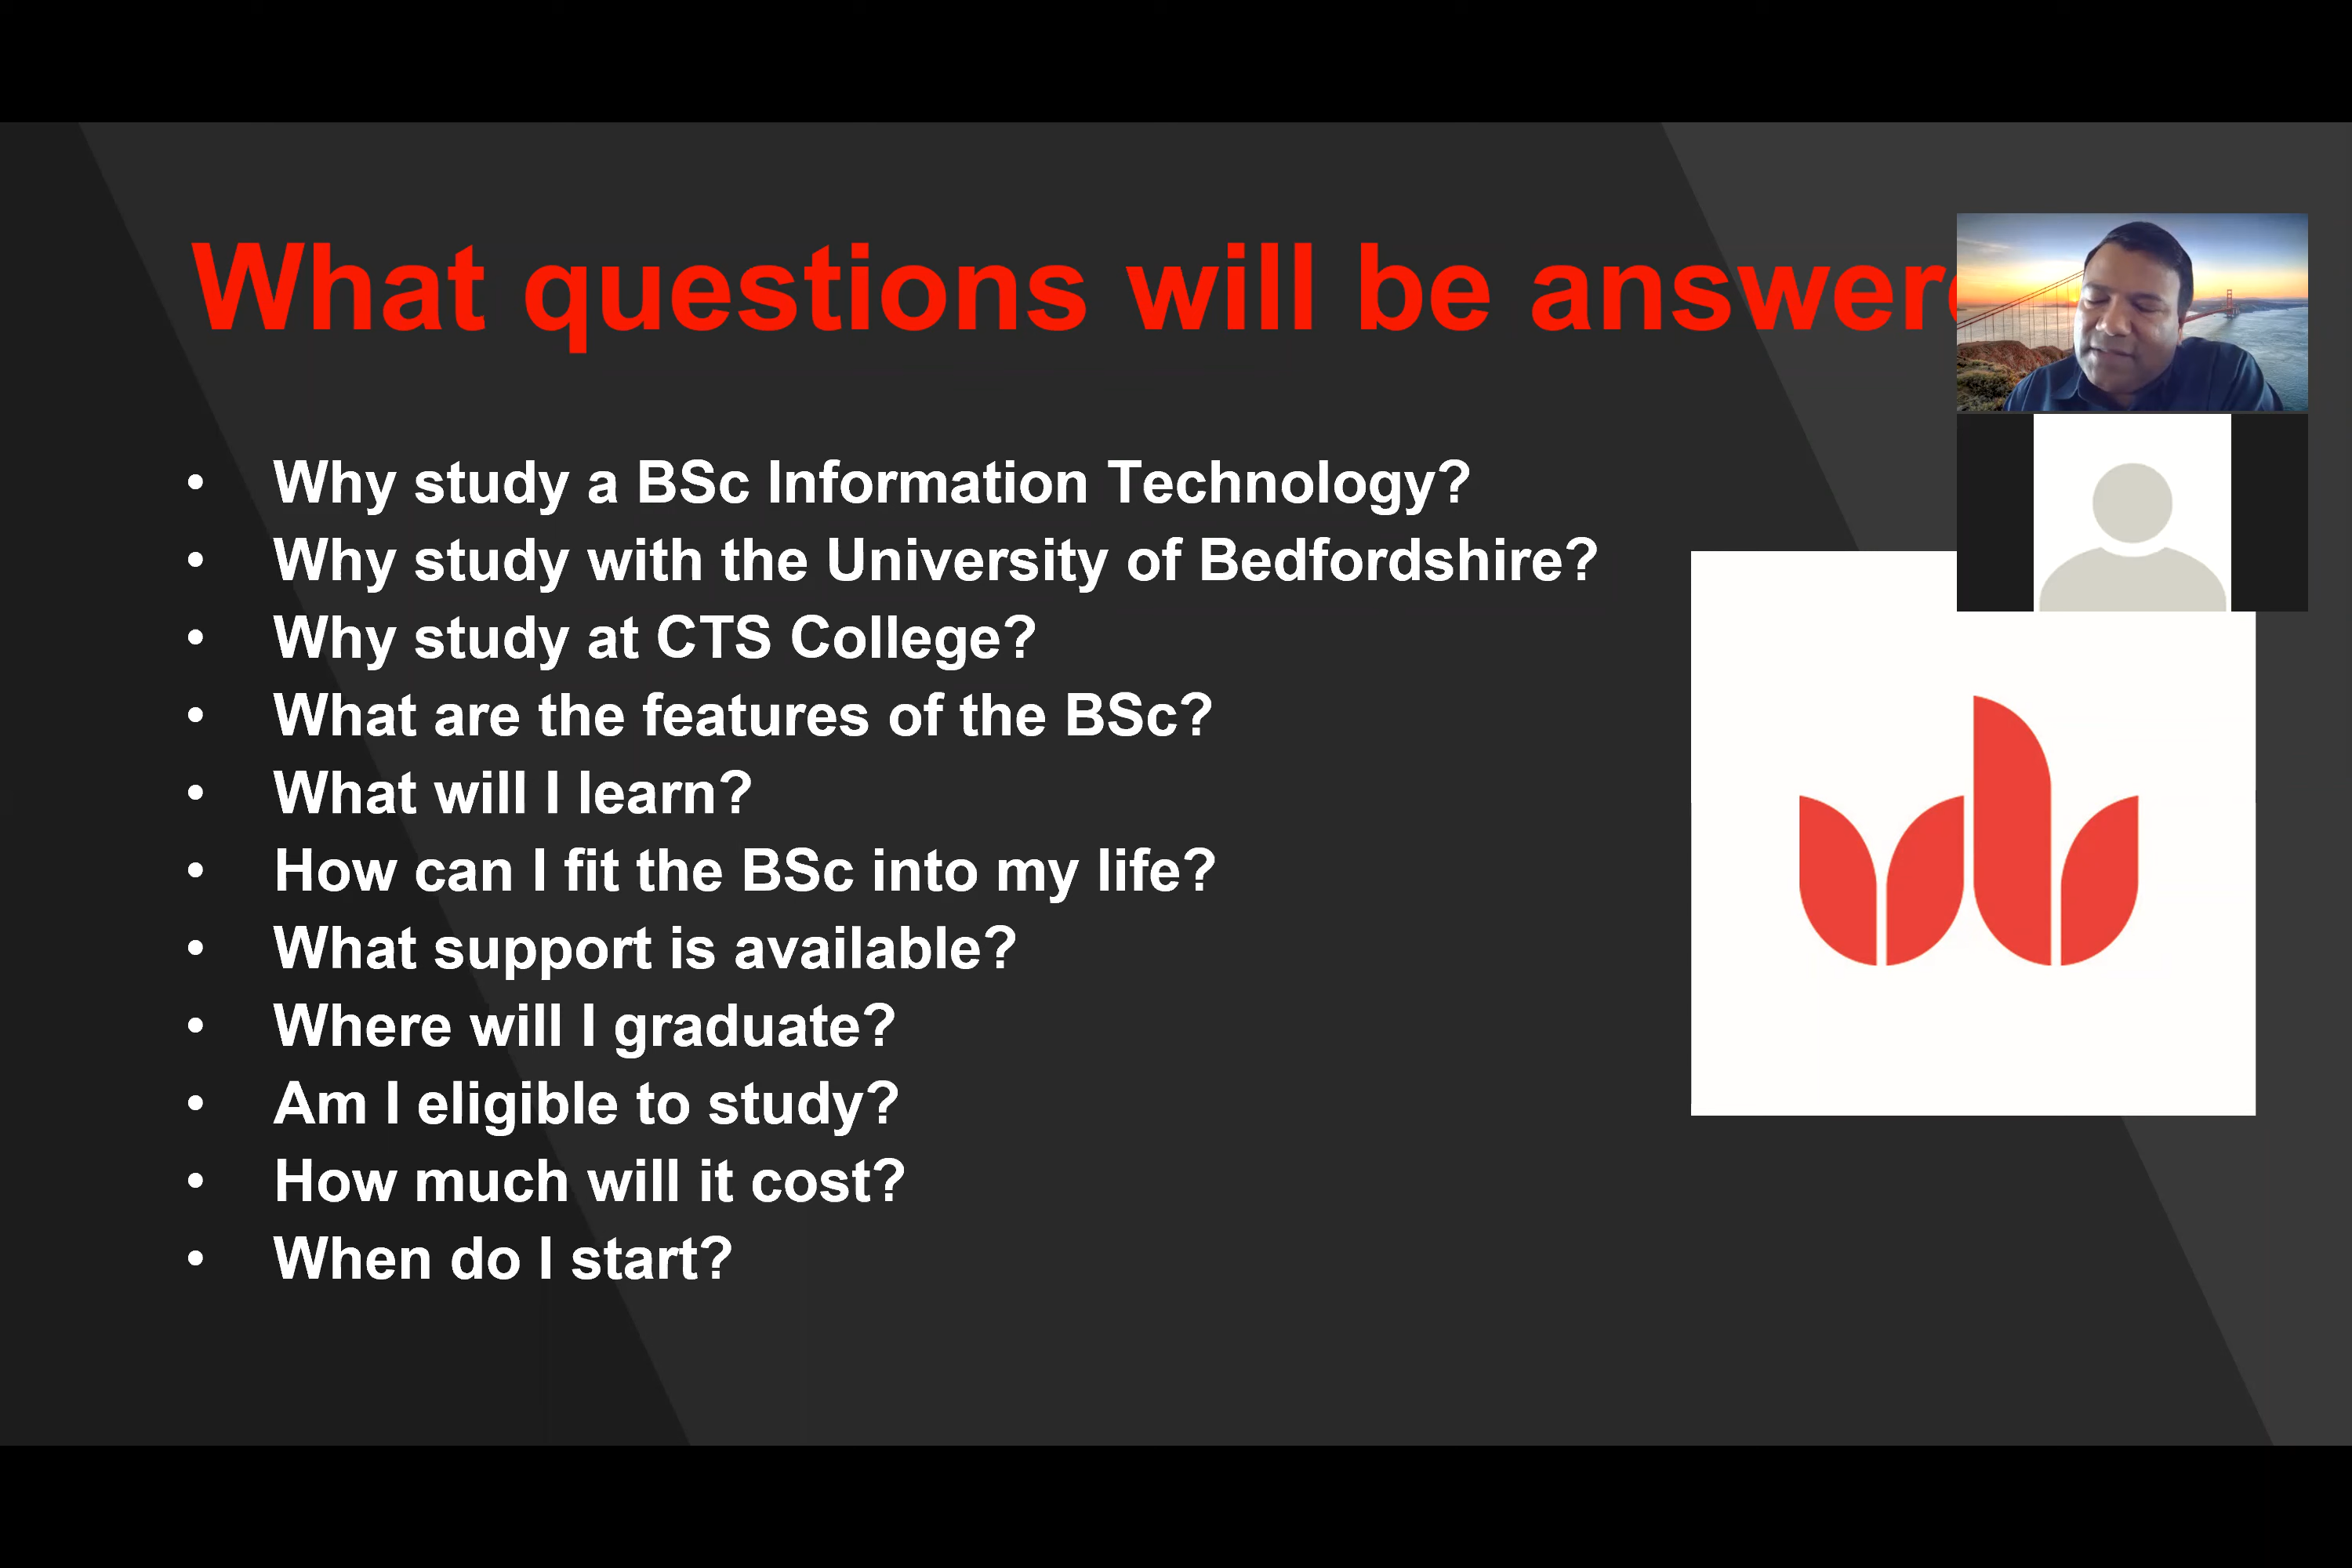 What questions will be
• Why study a BSc Information Technology?
• Why study with the University of Bedfordshire?
• Why study at CTS College?
• What are the features of the BSc?
• What will I learn?
• How can I fit the BSc into my life?
• What support is available?
• Where will I graduate?
• Am I eligible to study?
• How much will it cost?
• When do I start?